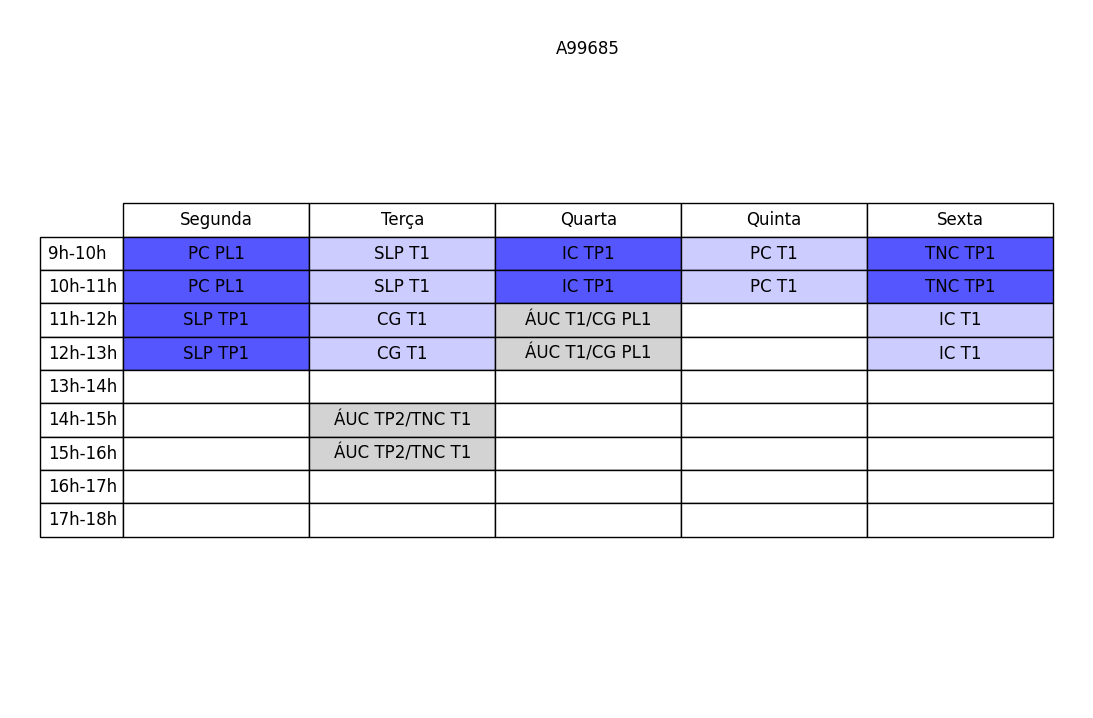 A99685
Segunda Terça Quarta Quinta Sexta
9h-10h PC PL1 SLP T1 IC TP1 PC T1 TNC TP1
10h-11h PC PL1 SLP T1 IC TP1 PC T1 TNC TP1
11h-12h SLP TP1 CG T1 ÁUC T1/CG PL1 IC T1
12h-13h SLP TP1 CG T1 ÁUC T1/CG PL1 IC T1
13h-14h
14h-15h ÁUC TP2/TNC T1
15h-16h ÁUC TP2/TNC T1
16h-17h
17h-18h